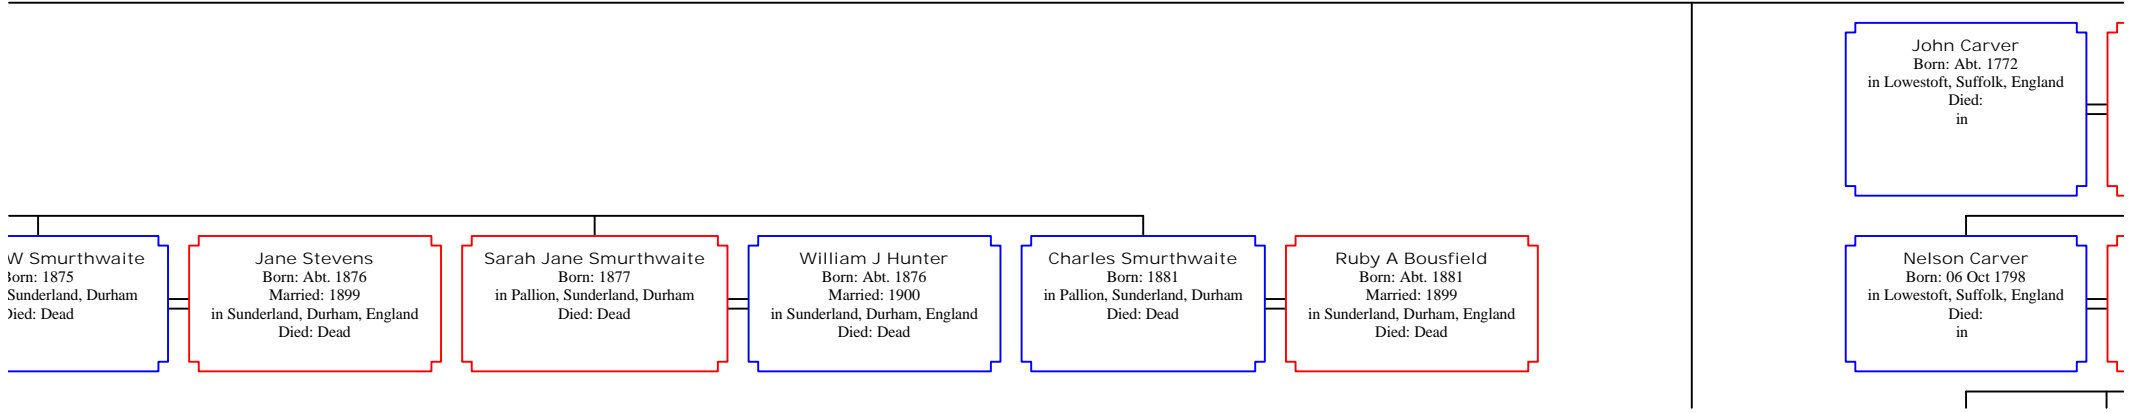 John Carver
Born: Abt. 1772
in Lowestoft, Suffolk, England
Died:
in
W Smurthwaite
Born: 1875
Sunderland, Durham
Died: Dead
Jane Stevens
Born: Abt. 1876
Married: 1899
in Sunderland, Durham, England
Died: Dead
Sarah Jane Smurthwaite
Born: 1877
in Pallion, Sunderland, Durham
Died: Dead
William J Hunter
Born: Abt. 1876
Married: 1900
in Sunderland, Durham, England
Died: Dead
Charles Smurthwaite
Born: 1881
in Pallion, Sunderland, Durham
Died: Dead
Ruby A Bousfield
Born: Abt. 1881
Married: 1899
in Sunderland, Durham, England
Died: Dead
Nelson Carver
Born: 06 Oct 1798
in Lowestoft, Suffolk, England
Died:
in